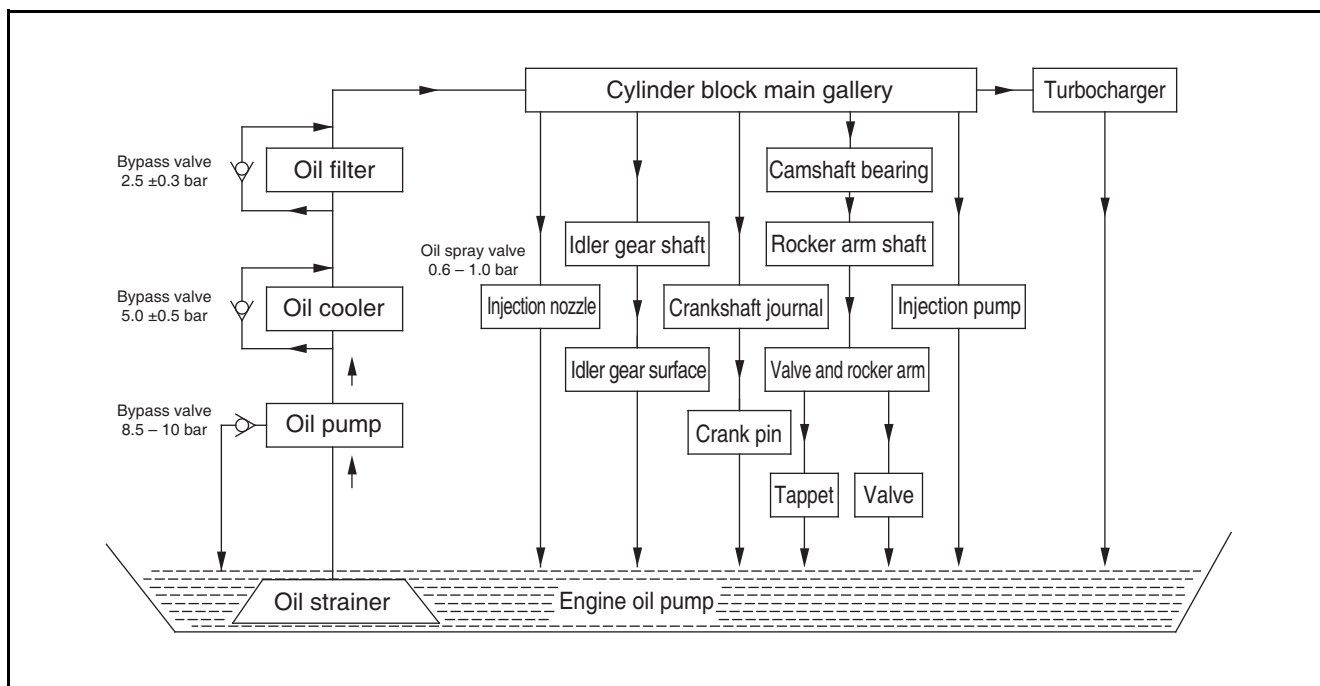 Cylinder block main gallery
Turbocharger
Bypass valve
2.5 ±0.3 bar
Oil filter
Camshaft bearing
Oil spray valve
0.6 – 1.0 bar
Idler gear shaft
Rocker arm shaft
Bypass valve
5.0 ±0.5 bar
Oil cooler
Injection nozzle
Crankshaft journal
Injection pump
Idler gear surface
Valve and rocker arm
Bypass valve
8.5 – 10 bar
Oil pump
Crank pin
Tappet
Valve
Oil strainer
Engine oil pump